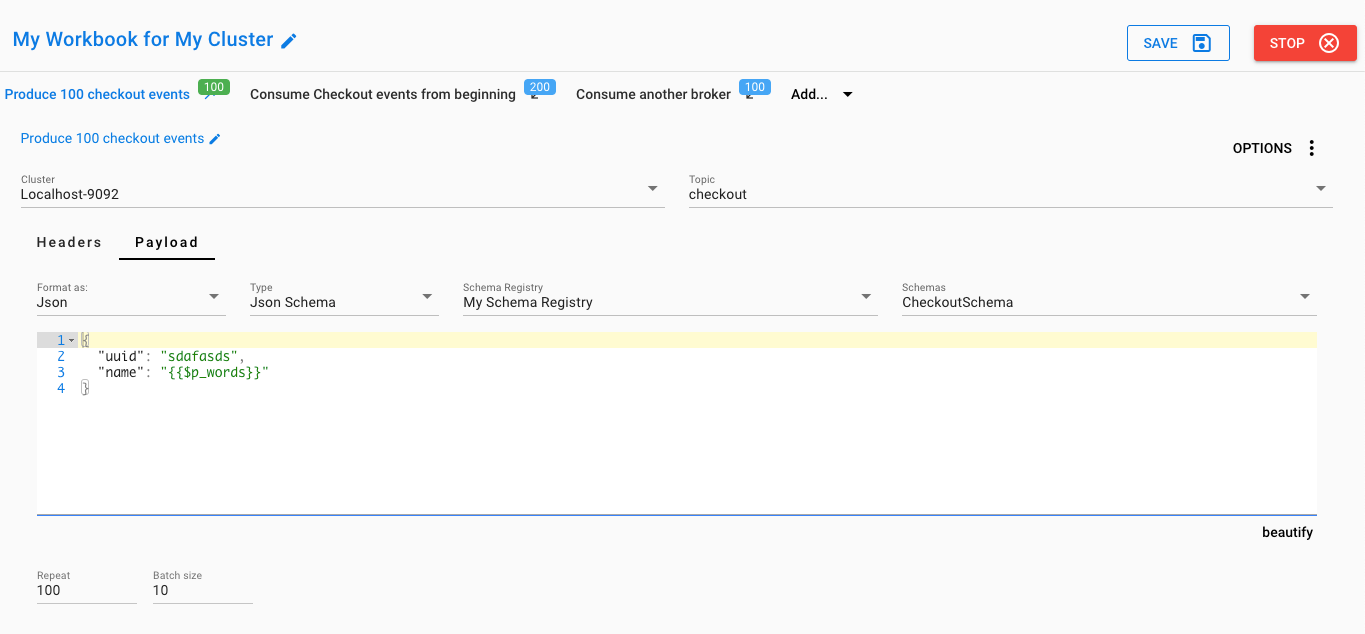 My Workbook for My Cluster
SAVE
STOP
Produce 100 checkout events 100
Consume Checkout events from beginning 200
Consume another broker 100
Add...
Produce 100 checkout events
OPTIONS
Cluster
Localhost-9092
Topic
checkout
Headers Payload
Format as:
Json
Type
Json Schema
Schema Registry
My Schema Registry
Schemas
CheckoutSchema
1 {
2 "uuid": "sdafasds",
3 "name": "{{$p_words}}"
4 }
beautify
Repeat
100
Batch size
10